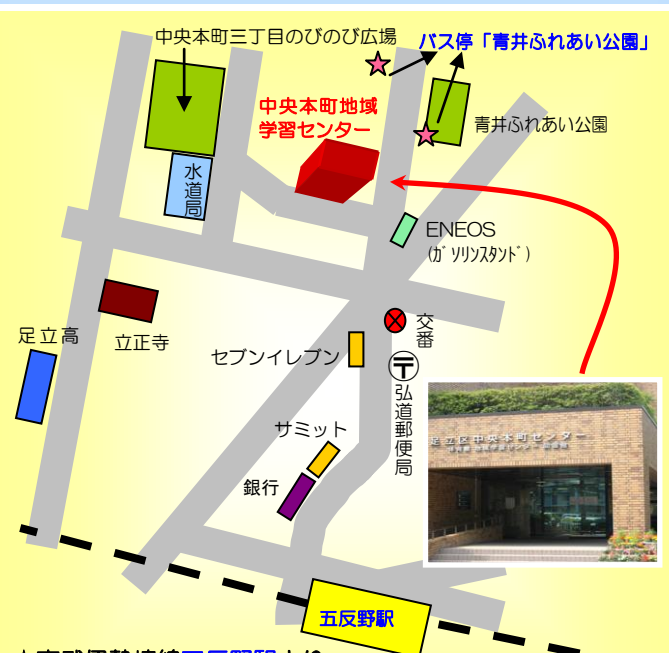 中央本町三丁目のびのび広場
バス停「青井ふれあい公園」
中央本町地域
学習センター
青井ふれあい公園
水道局
ENEOS
(ｶﾞｿﾘﾝｽﾀﾝﾄﾞ)
交番
足立高
立正寺
セブンイレブン
〒
弘道郵便局
サミット
銀行
足立区中央本町センター
五反野駅